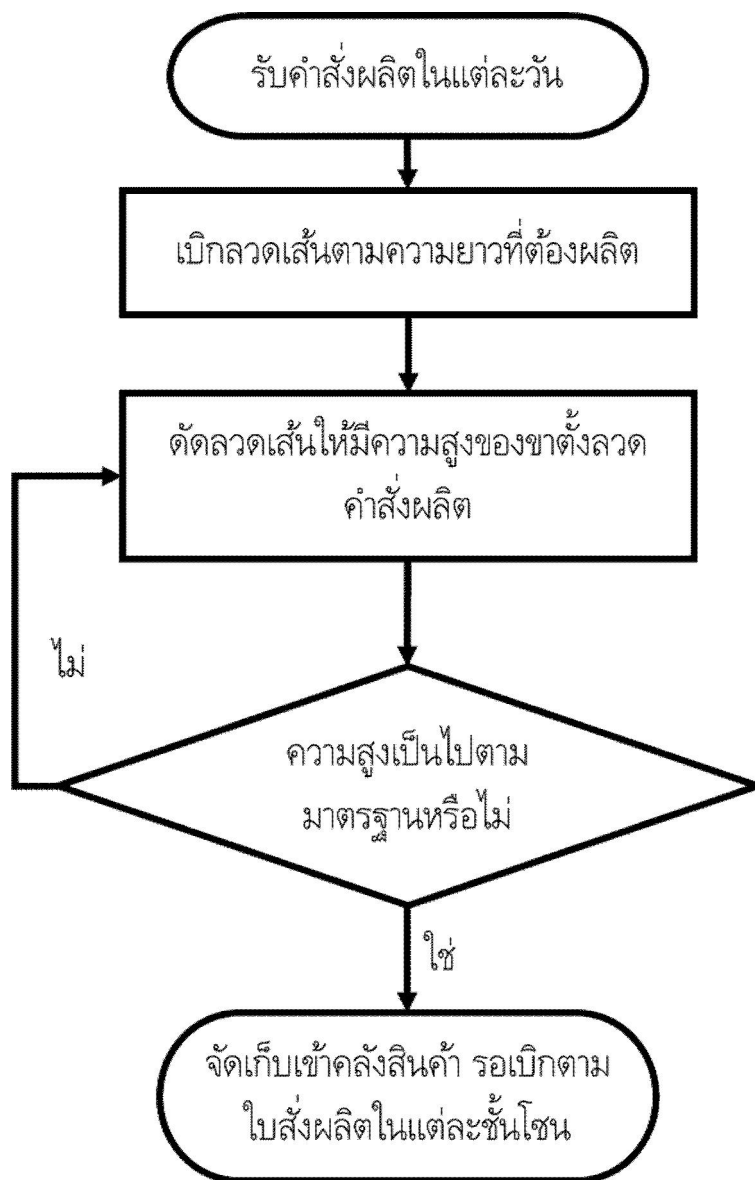 รับคำสั่งผลิตในแต่ละวัน
เบิกลวดเส้นตามความยาวที่ต้องผลิต
ดัดลวดเส้นให้มีความสูงของขาตั้งลวด
คำสั่งผลิต
ไม่
ความสูงเป็นไปตาม
มาตรฐานหรือไม่
ใช่
จัดเก็บเข้าคลังสินค้า รอเบิกตาม
ใบสั่งผลิตในแต่ละชั้นโซน